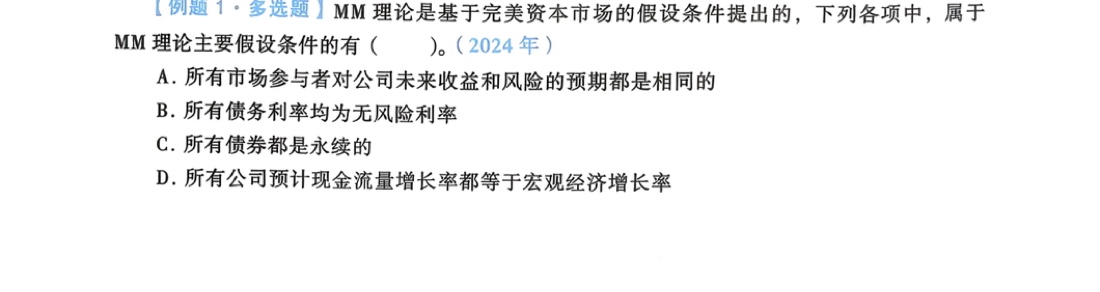 【例题 1·多选题】MM 理论是基于完美资本市场的假设条件提出的，下列各项中，属于
MM 理论主要假设条件的有（　　）。（2024 年）
A. 所有市场参与者对公司未来收益和风险的预期都是相同的
B. 所有债务利率均为无风险利率
C. 所有债券都是永续的
D. 所有公司预计现金流量增长率都等于宏观经济增长率